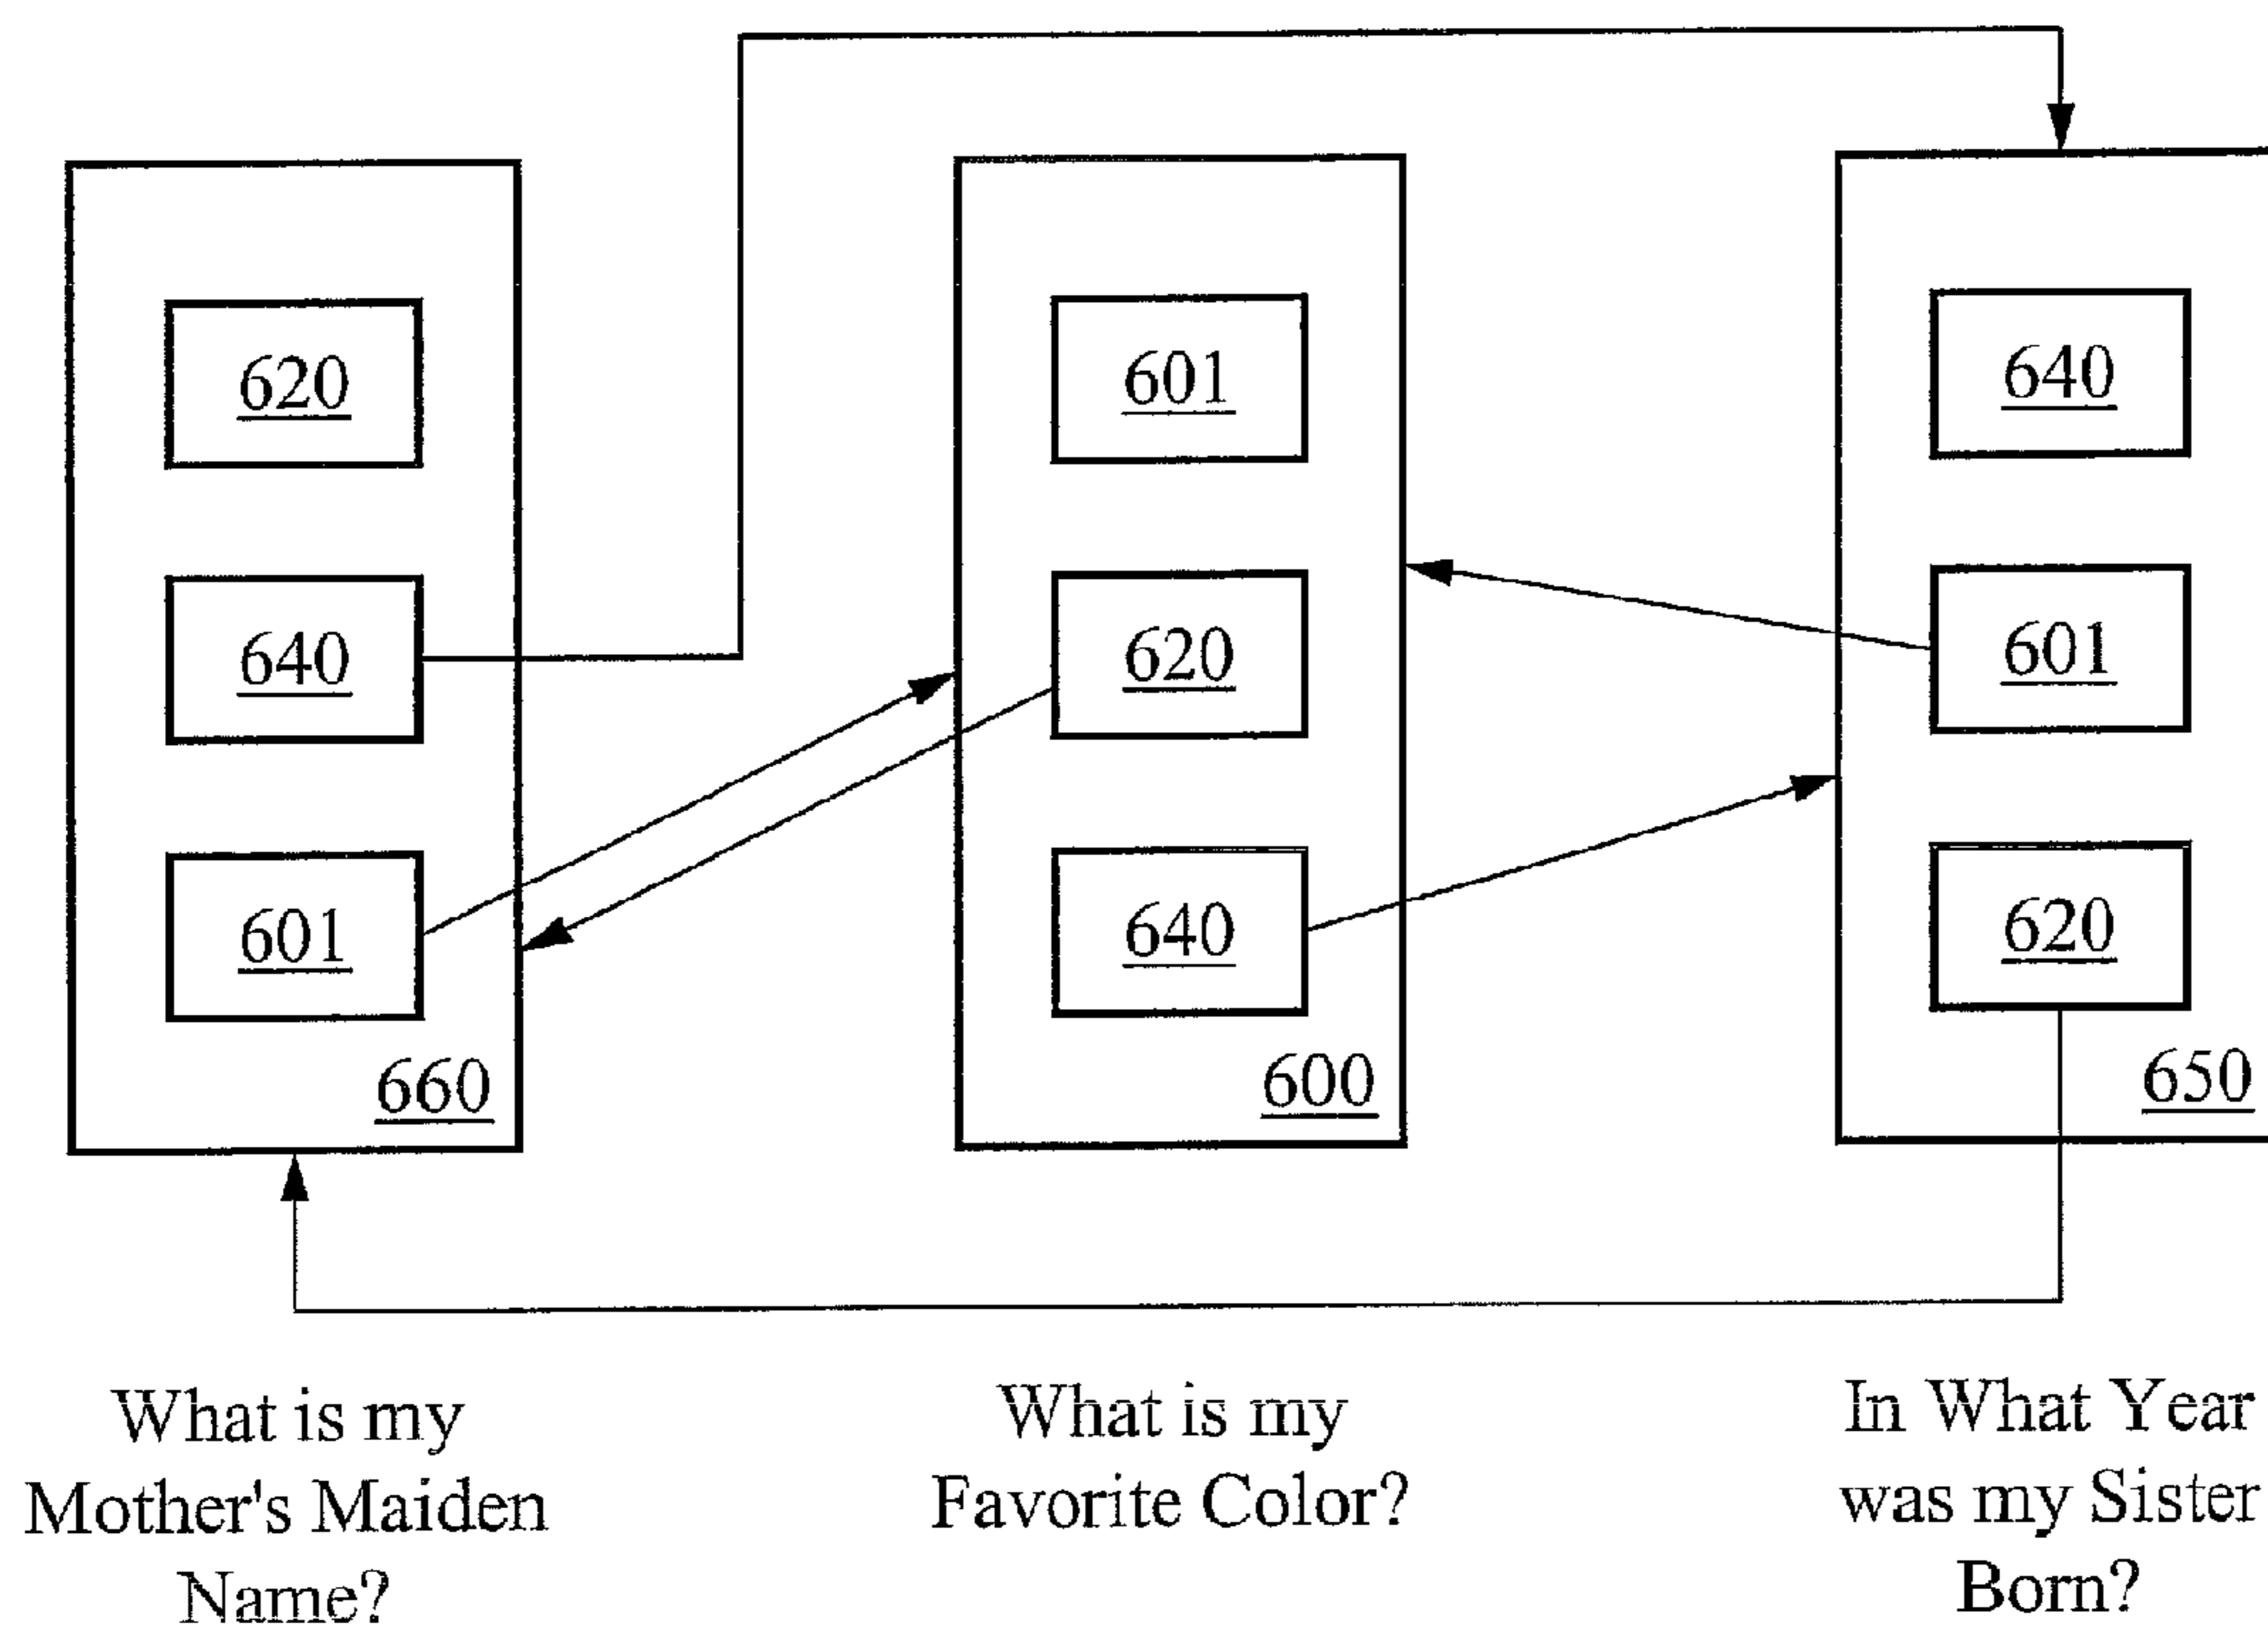 620
640
601
660
601
620
640
600
640
601
620
650
What is my
Mother's Maiden
Name?
What is my
Favorite Color?
In What Year
was my Sister
Born?